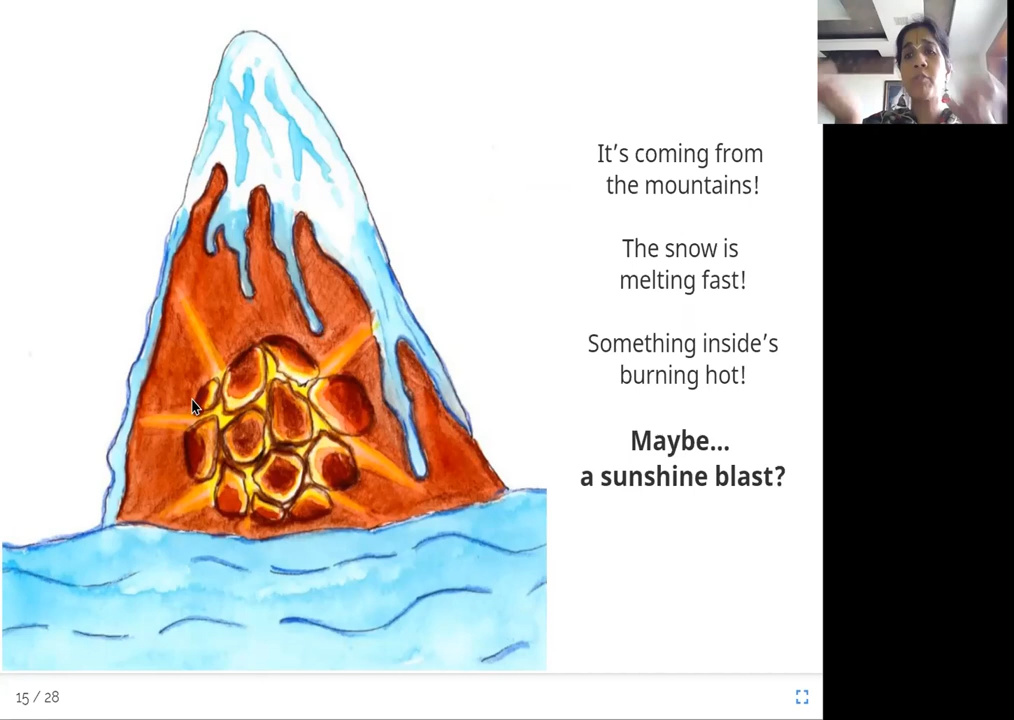 It’s coming from
the mountains!
The snow is
melting fast!
Something inside’s
burning hot!
Maybe...
a sunshine blast?
15 / 28